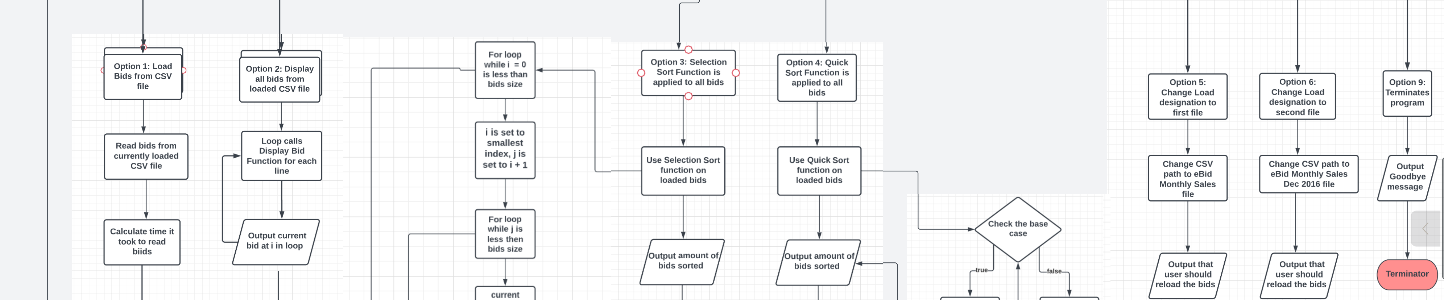 Option 1: Load
Bids from CSV
file
Read bids from
currently loaded
CSV file
Calculate time it
took to read
biids
Option 2: Display
all bids from
loaded CSV file
Loop calls
Display Bid
Function for each
line
Output current
bid at i in loop
For loop
while i = 0
is less than
bids size
i is set to
smallest
index, j is
set to i + 1
For loop
while j is
less then
bids size
current
Option 3: Selection
Sort Function is
applied to all bids
Use Selection Sort
function on
loaded bids
Output amount of
bids sorted
Option 4: Quick
Sort Function is
applied to all
bids
Use Quick Sort
function on
loaded bids
Output amount of
bids sorted
Check the base
case
true
false
Option 5:
Change Load
designation to
first file
Change CSV
path to eBid
Monthly Sales
file
Output that
user should
reload the bids
Option 6:
Change Load
designation to
second file
Change CSV path to
eBid Monthly Sales
Dec 2016 file
Output that
user should
reload the bids
Option 9:
Terminates
program
Output
Goodbye
message
Terminator